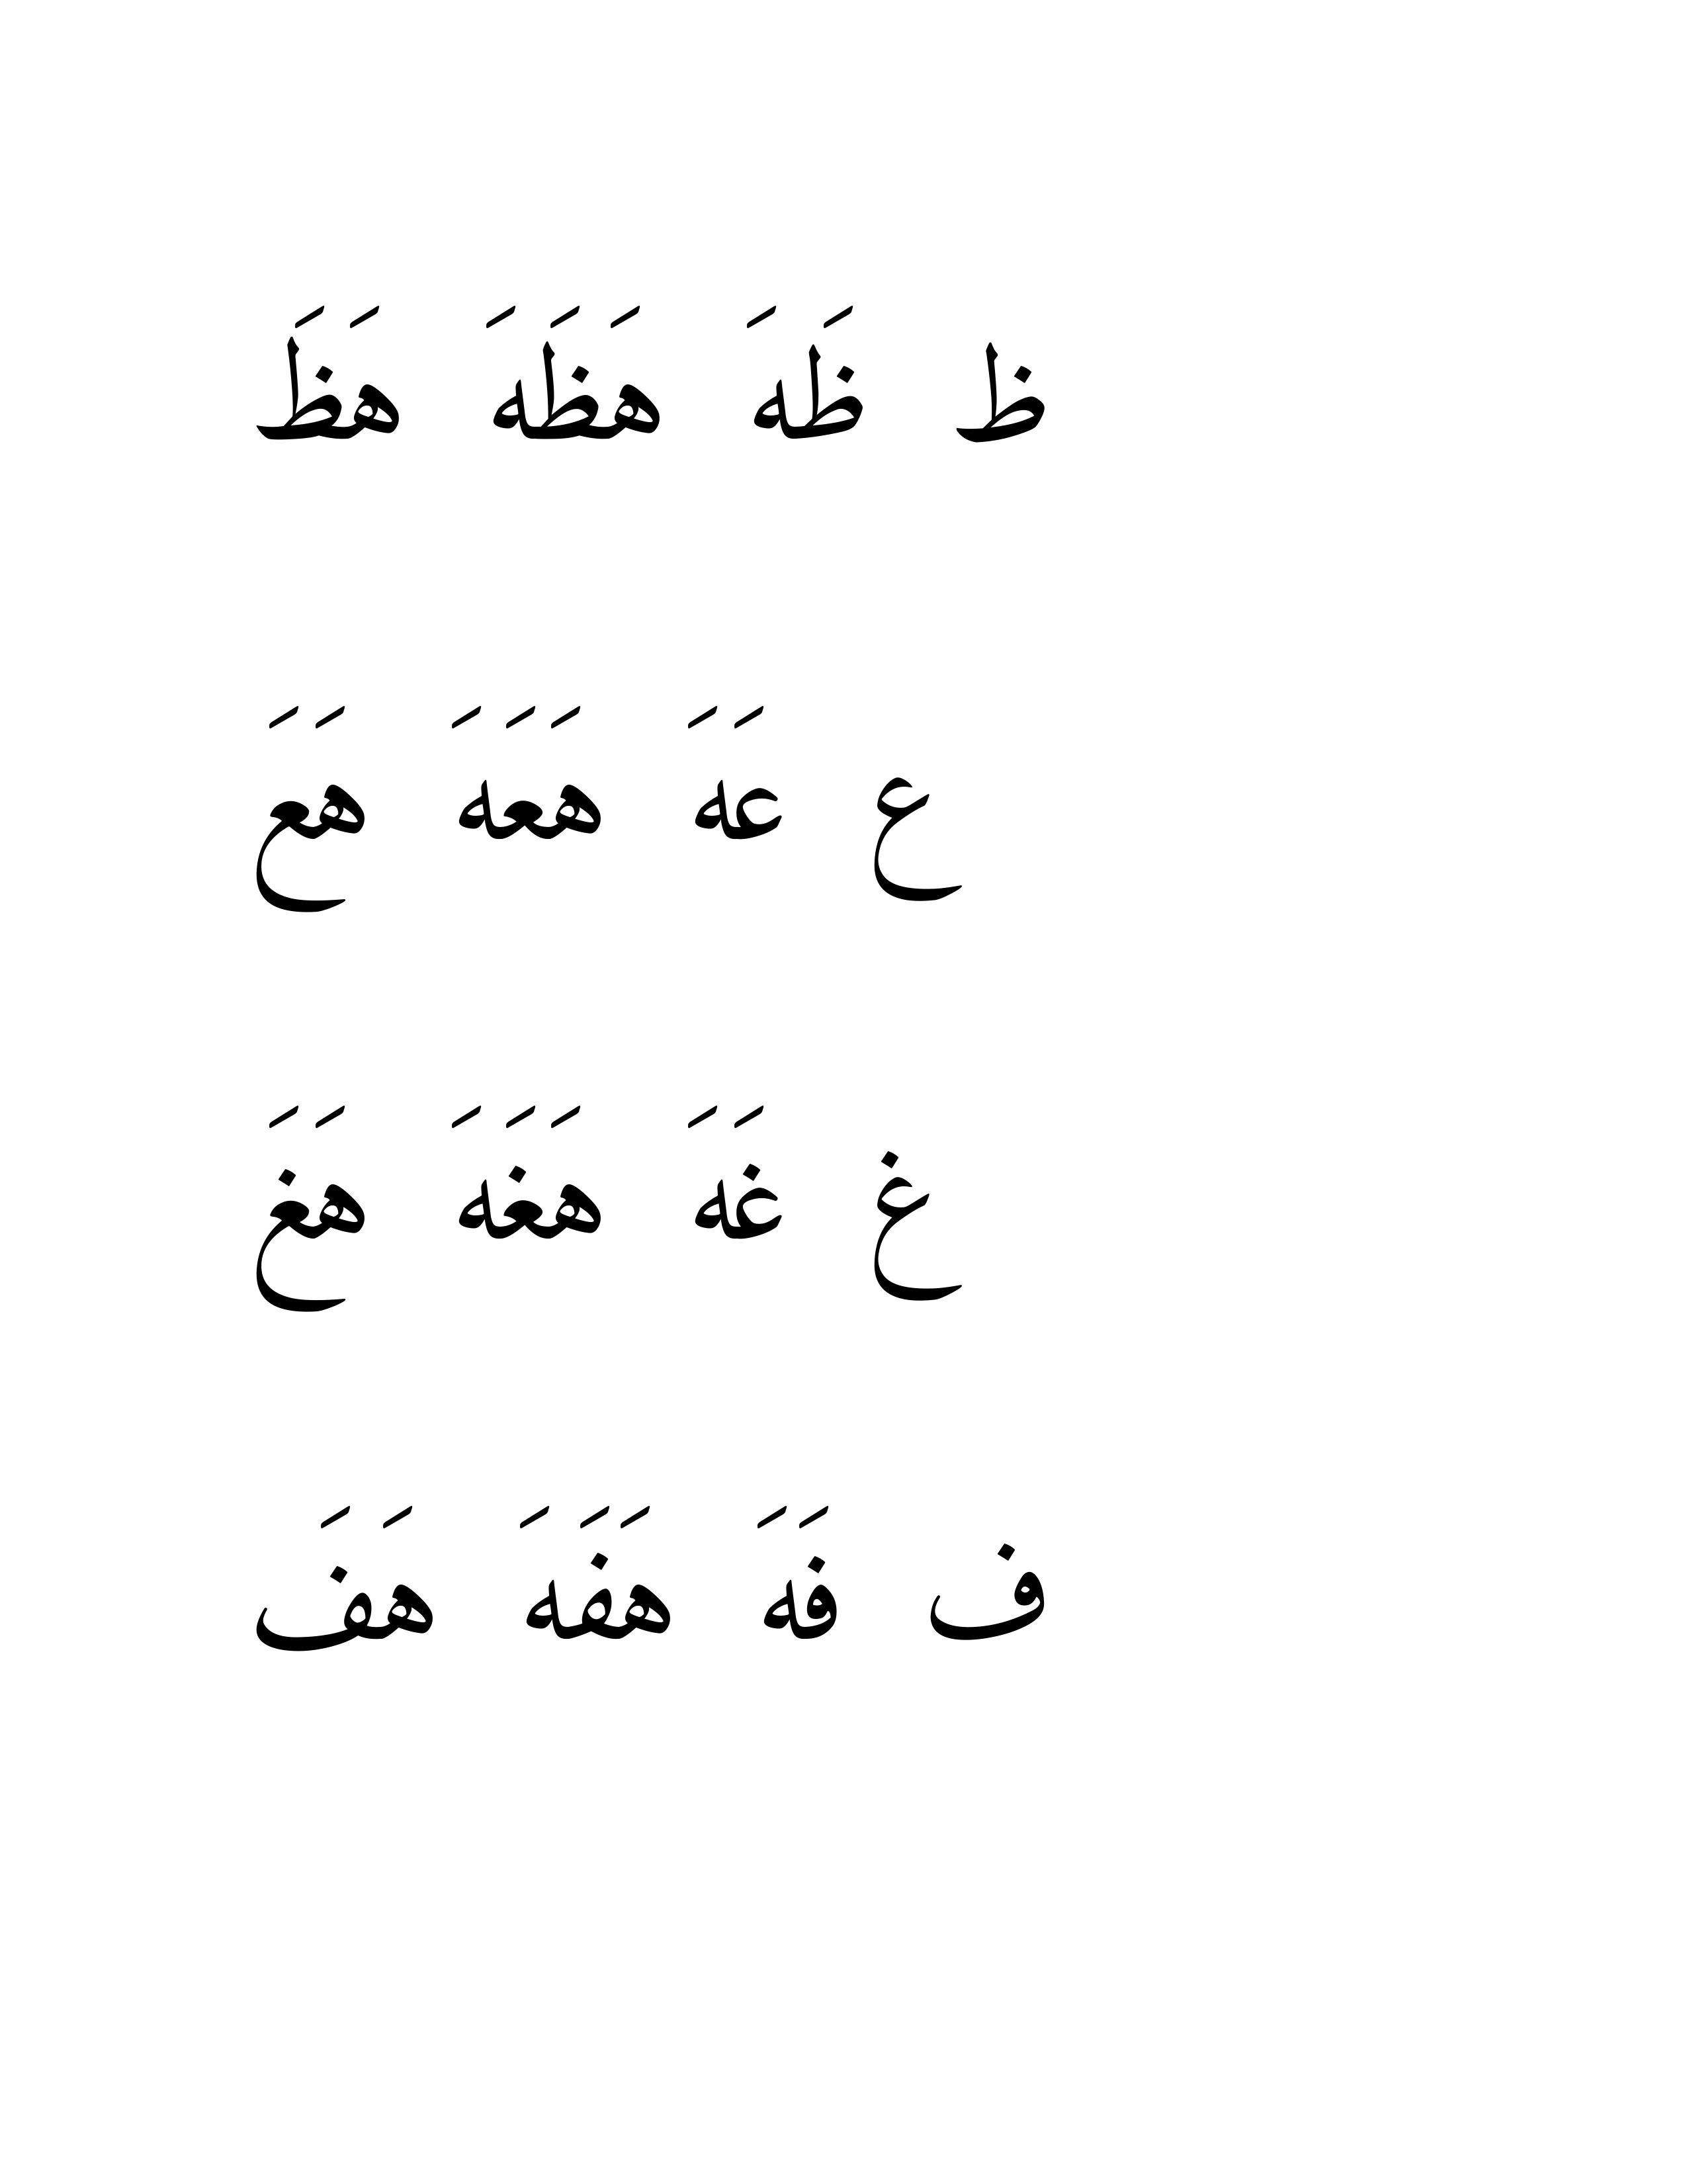 ظ ظَهَ هَظَهَ هَظَ
ع عَهَ هَعَهَ هَعَ
غ غَهَ هَغَهَ هَغَ
ف فَهَ هَفَهَ هَفَ